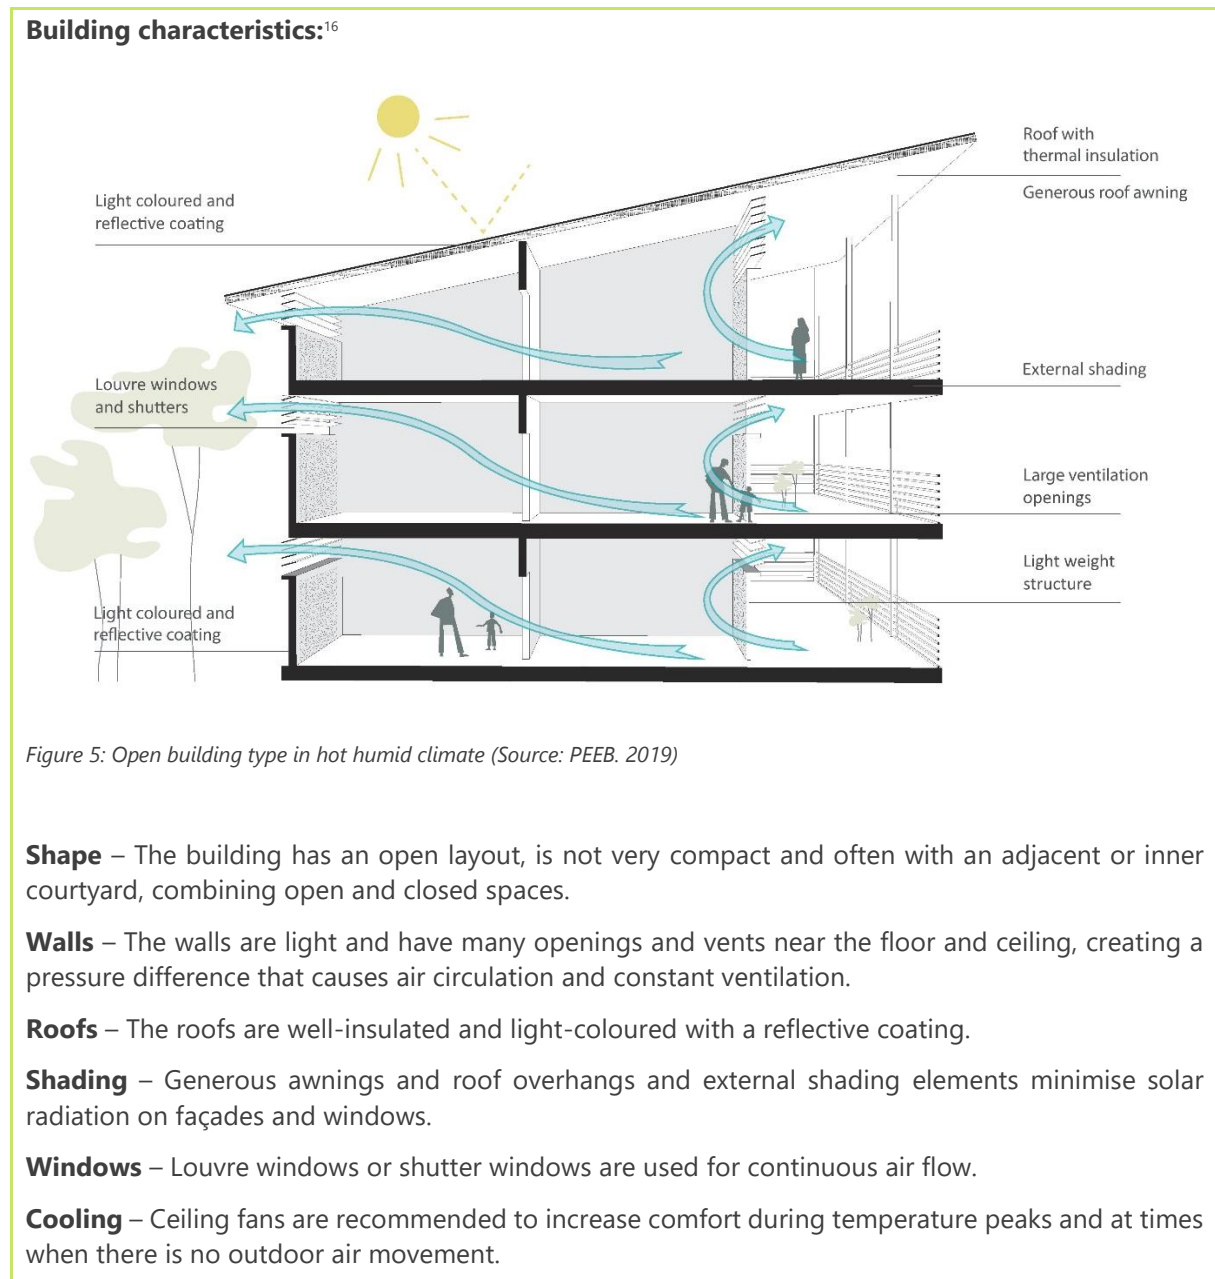 Building characteristics:16
Roof with
thermal insulation
Generous roof awning
Light coloured and
reflective coating
External shading
Louvre windows
and shutters
Large ventilation
openings
Light weight
structure
Light coloured and
reflective coating
Figure 5: Open building type in hot humid climate (Source: PEEB. 2019)
Shape – The building has an open layout, is not very compact and often with an adjacent or inner
courtyard, combining open and closed spaces.
Walls – The walls are light and have many openings and vents near the floor and ceiling, creating a
pressure difference that causes air circulation and constant ventilation.
Roofs – The roofs are well-insulated and light-coloured with a reflective coating.
Shading – Generous awnings and roof overhangs and external shading elements minimise solar
radiation on façades and windows.
Windows – Louvre windows or shutter windows are used for continuous air flow.
Cooling – Ceiling fans are recommended to increase comfort during temperature peaks and at times
when there is no outdoor air movement.